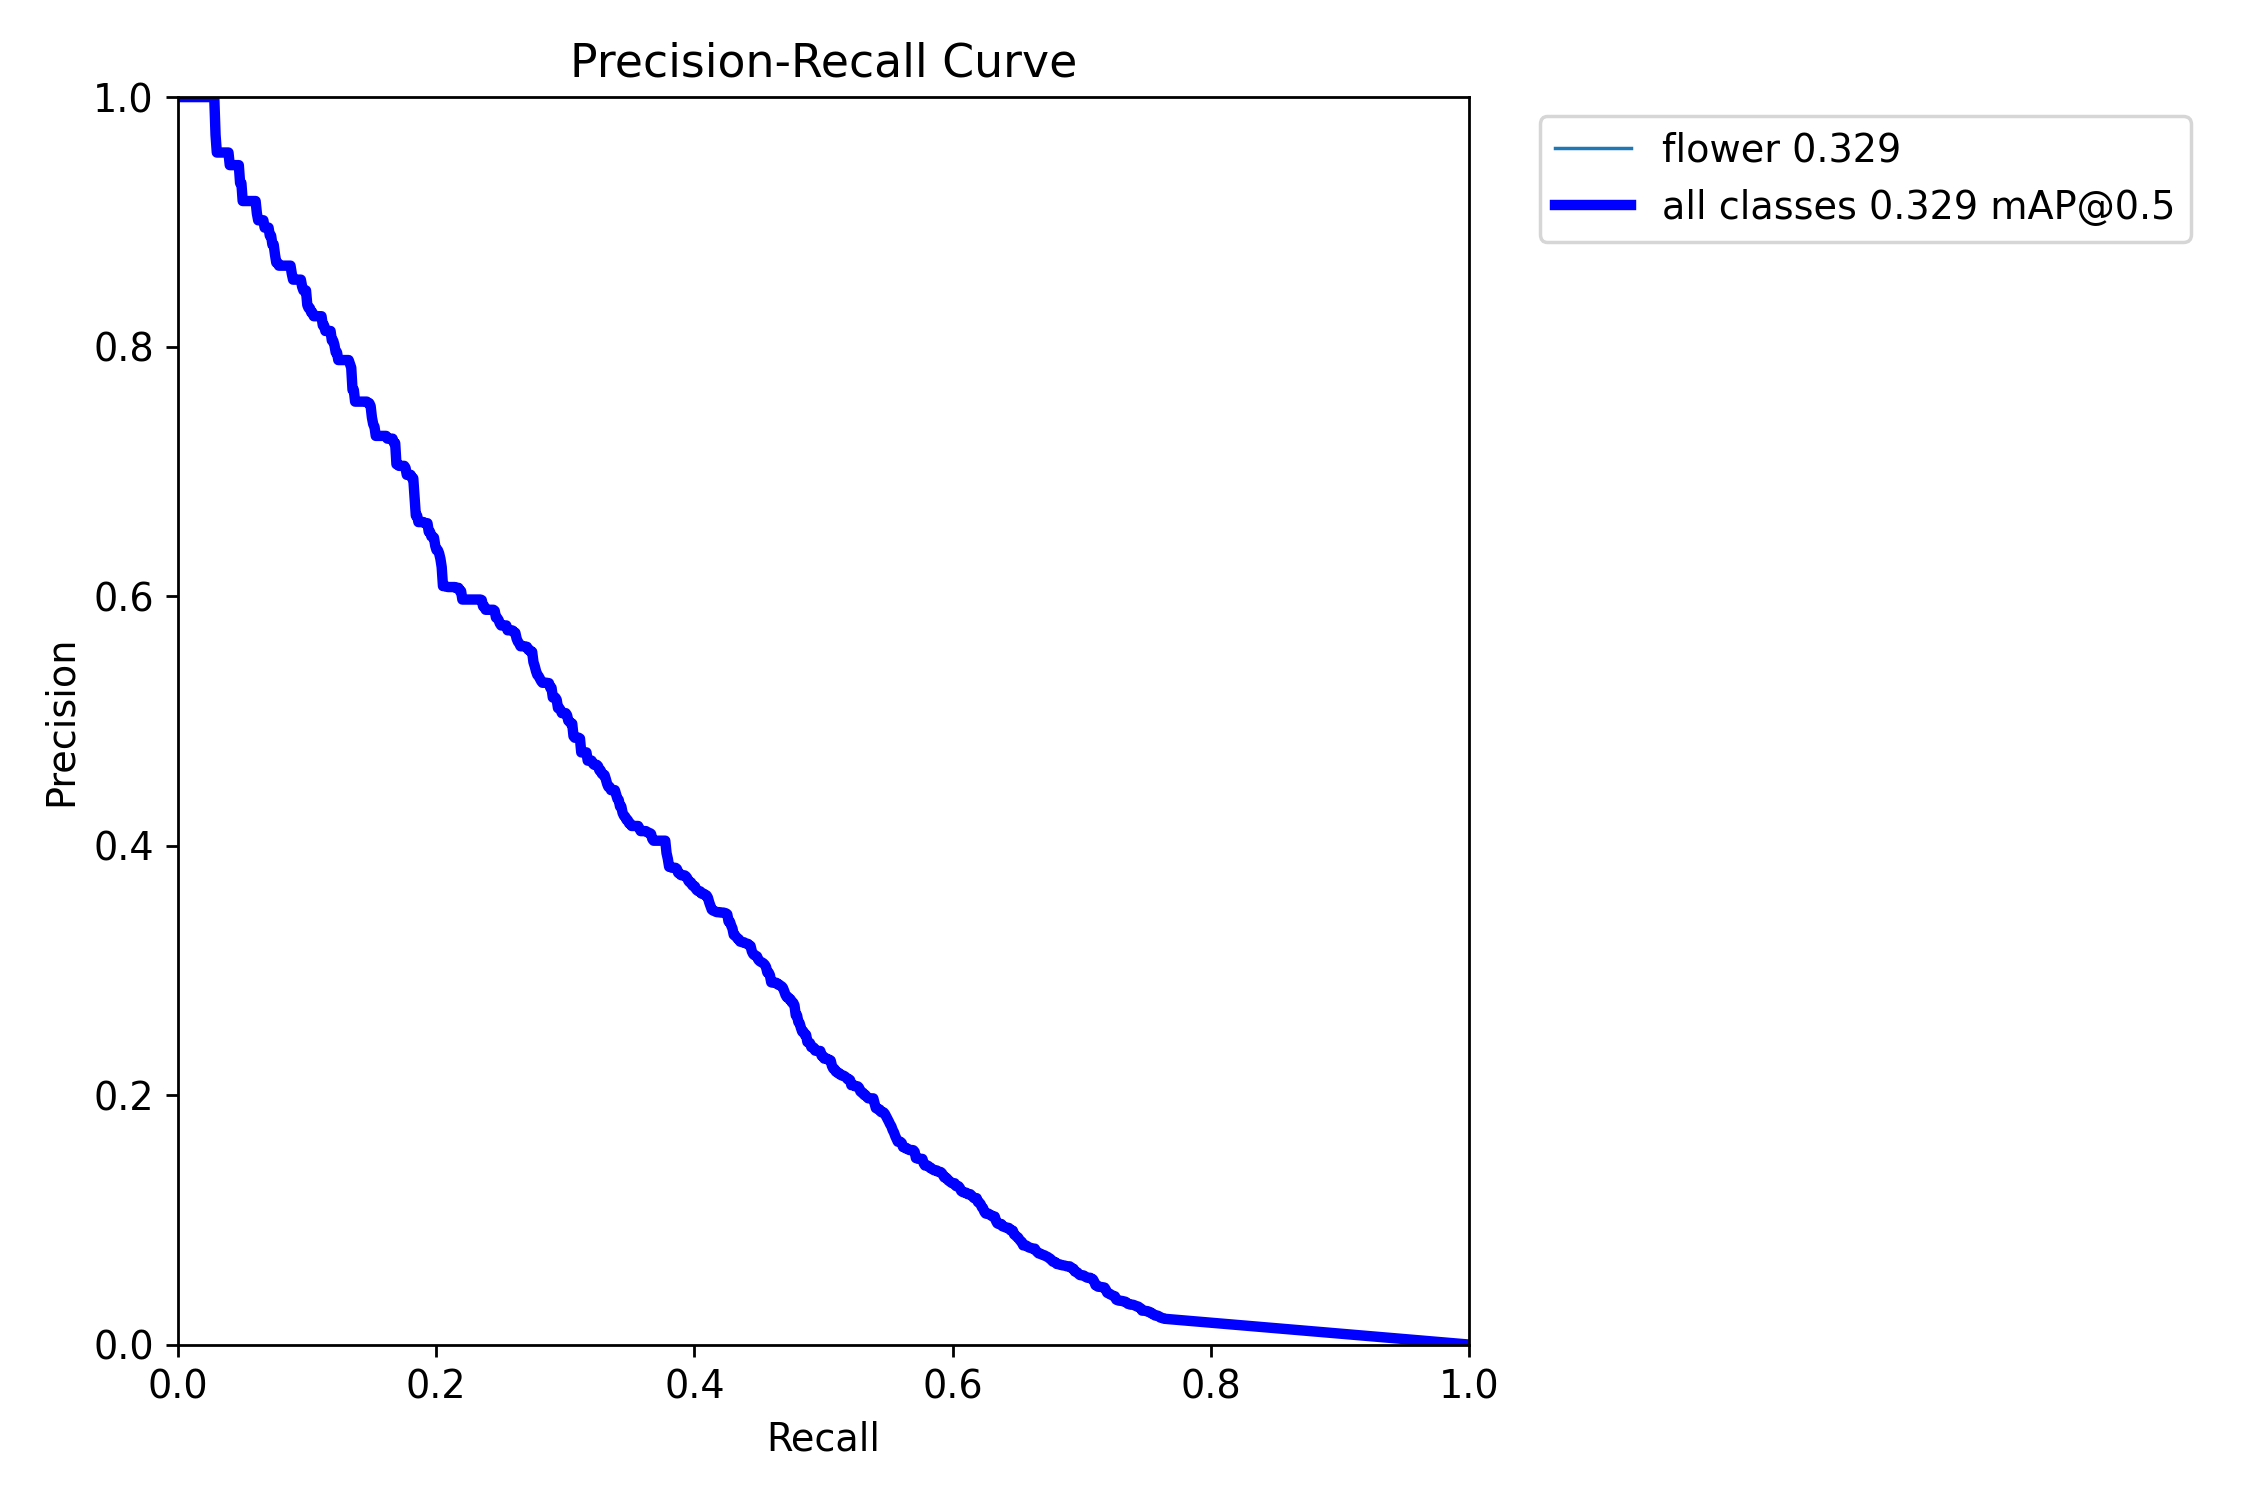 Precision-Recall Curve
1.0
0.8
0.6
0.4
0.2
0.0
Precision
0.0 0.2 0.4 0.6 0.8 1.0
Recall
flower 0.329
all classes 0.329 mAP@0.5